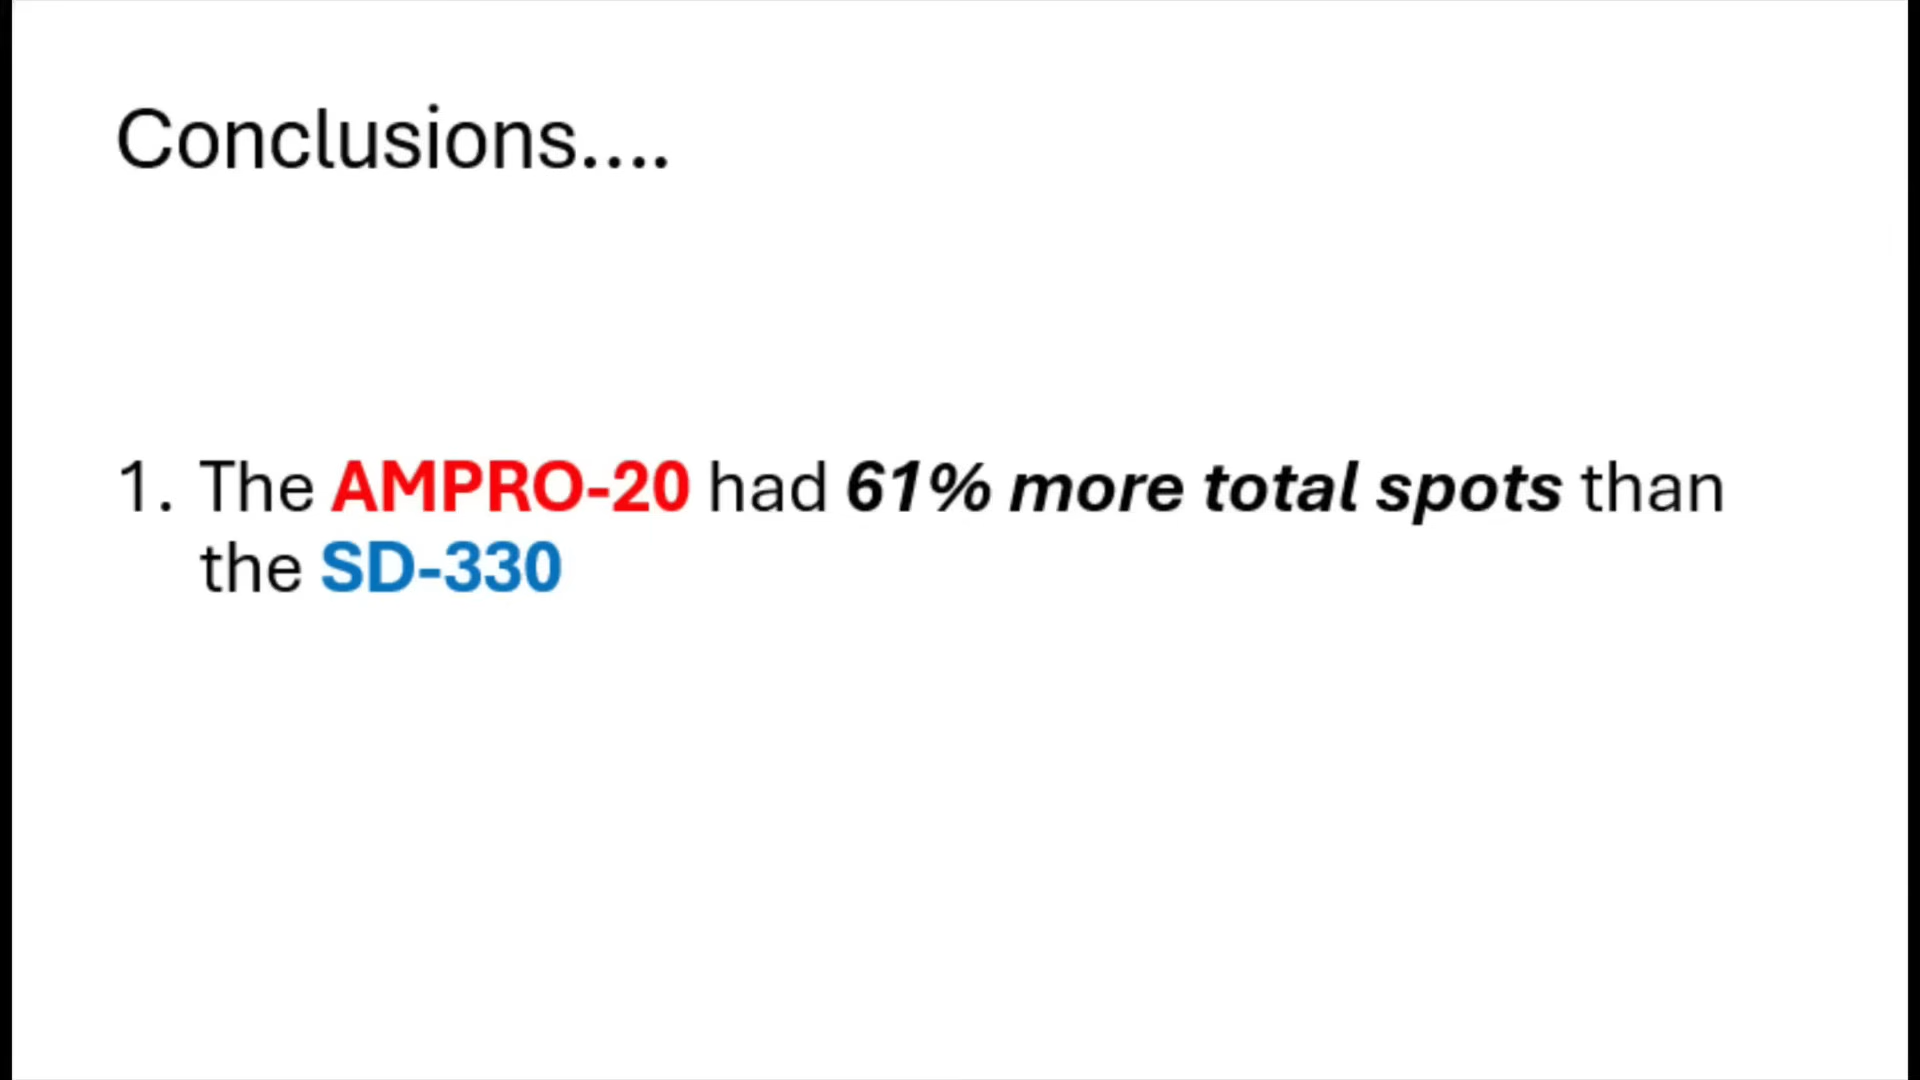 Conclusions....
1. The AMPRO-20 had 61% more total spots than
the SD-330